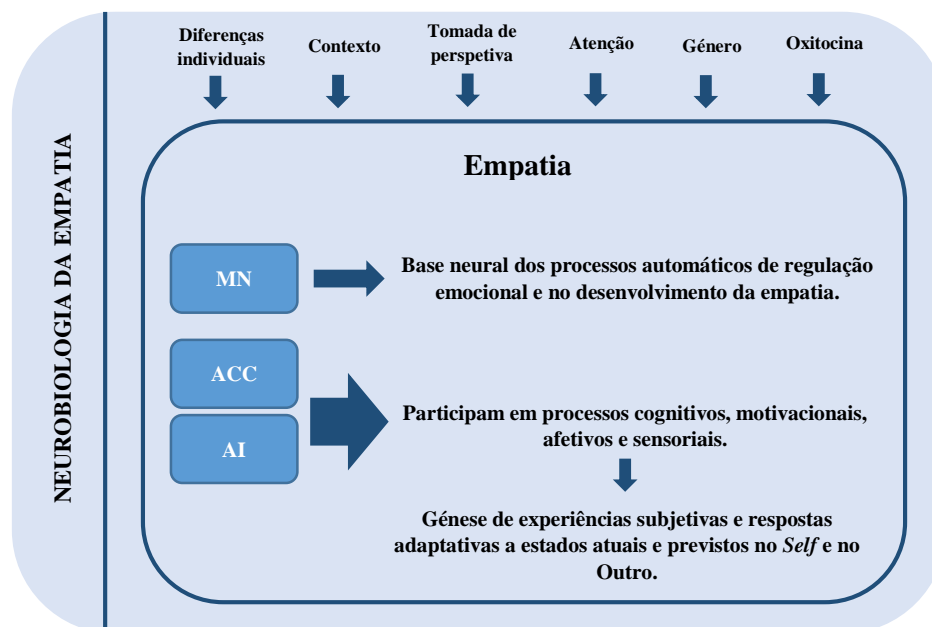 NEUROBIOLOGIA DA EMPATIA
Diferenças
individuais
Contexto
Tomada de
perspetiva
Atenção
Género
Oxitocina
Empatia
MN
Base neural dos processos automáticos de regulação
emocional e no desenvolvimento da empatia.
ACC
AI
Participam em processos cognitivos, motivacionais,
afetivos e sensoriais.
Génese de experiências subjetivas e respostas
adaptativas a estados atuais e previstos no Self e no
Outro.